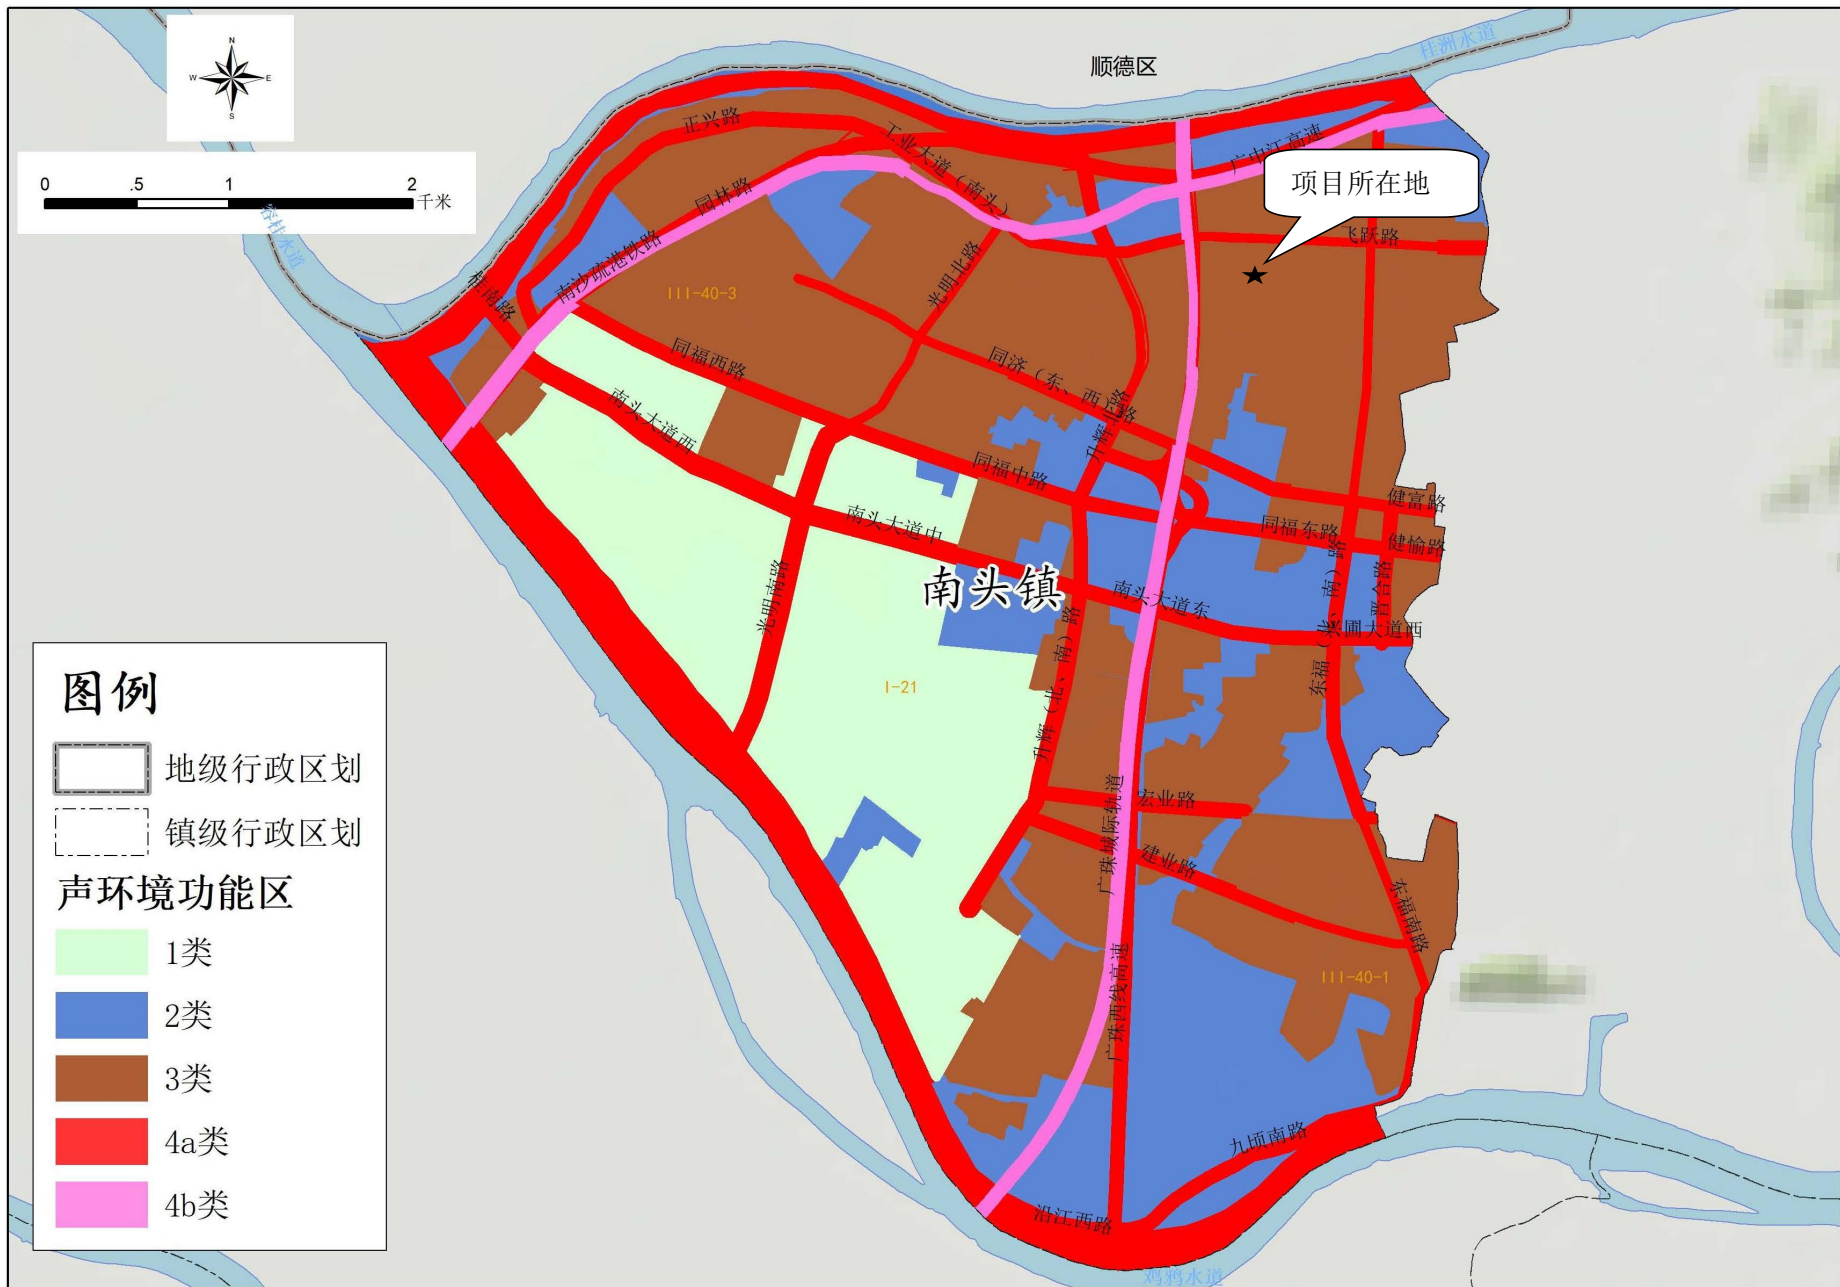 N
W
E
S
0
.5
1
2
千米
顺德区
桂洲水道
容桂水道
正兴路
工业大道（南头）
广中江高速
项目所在地
园林路
飞跃路
南沙疏港铁路
光明北路
桂南路
III-40-3
同福西路
同济（东、西）路
南头大道西
升辉北路
同福中路
健富路
南头大道中
同福东路
健愉路
南头镇
光明南路
南头大道东
晋合路
东福（北、南）路
圃大道西
I-21
升辉（北、南）路
宏业路
广珠城际轨道
建业路
东福南路
广珠西线高速
III-40-1
九顷南路
沿江西路
鸡鸦水道
图例
地级行政区划
镇级行政区划
声环境功能区
1类
2类
3类
4a类
4b类